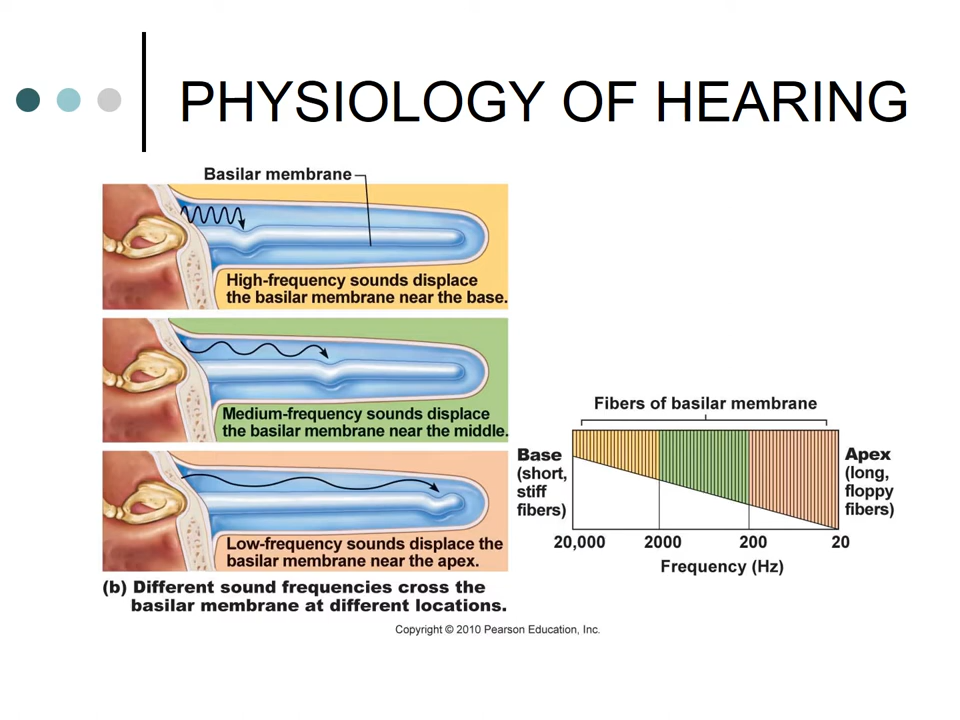 PHYSIOLOGY OF HEARING
Basilar membrane
High-frequency sounds displace
the basilar membrane near the base.
Medium-frequency sounds displace
the basilar membrane near the middle.
Low-frequency sounds displace the
basilar membrane near the apex.
(b) Different sound frequencies cross the
basilar membrane at different locations.
Fibers of basilar membrane
Base
(short,
stiff
fibers)
Apex
(long,
floppy
fibers)
20,000 2000 200 20
Frequency (Hz)
Copyright © 2010 Pearson Education, Inc.